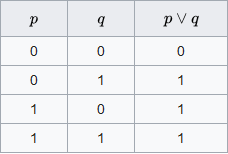 p q p ∨ q
0 0 0
0 1 1
1 0 1
1 1 1